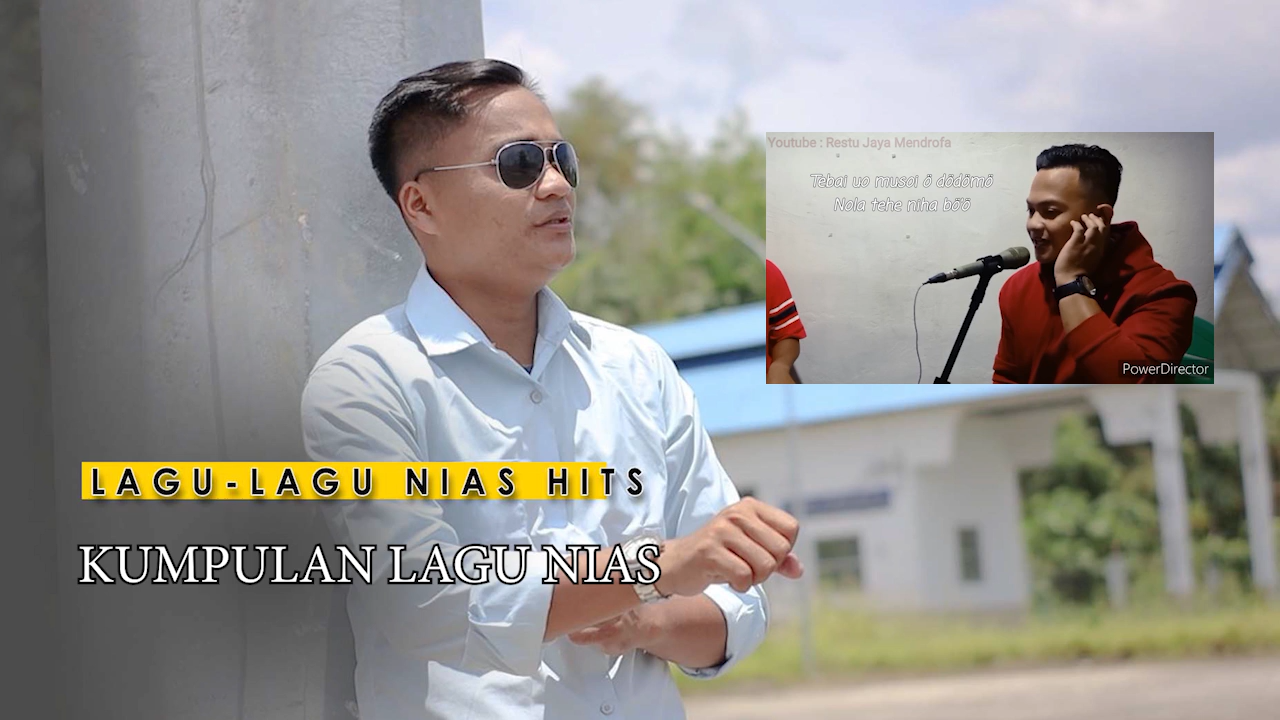 Youtube : Restu Jaya Mendrofa
Tebai uo musoi ö dödömö
Nola tehe niha bö'ö
PowerDirector
LAGU-LAGU NIAS HITS
KUMPULAN LAGU NIAS